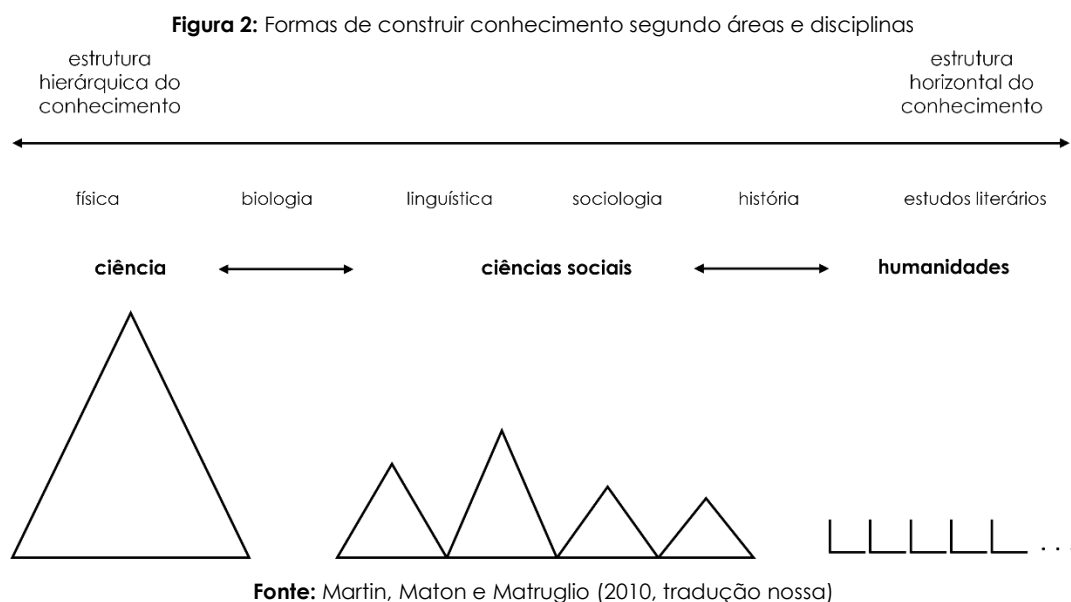 Figura 2: Formas de construir conhecimento segundo áreas e disciplinas
estrutura
hierárquica do
conhecimento
estrutura
horizontal do
conhecimento
física biologia linguística sociologia história estudos literários
ciência ciências sociais humanidades
. . .
Fonte: Martin, Maton e Matruglio (2010, tradução nossa)